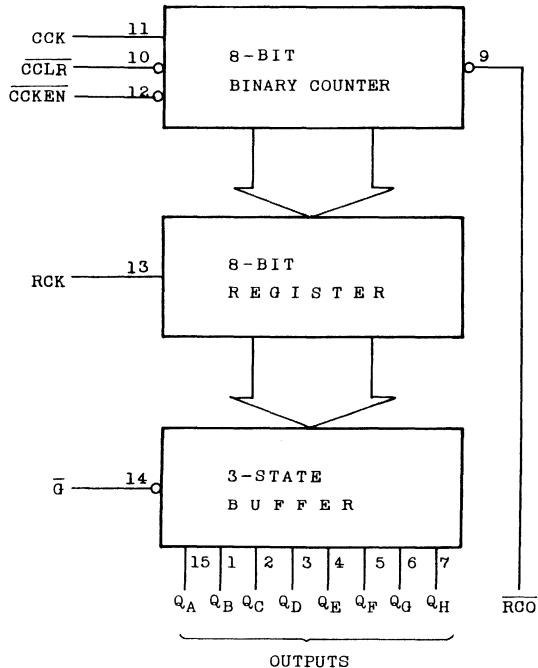 CCK 11
CCLR 10
CCKEN 12
8-BIT
BINARY COUNTER
9
RCK 13
8-BIT
REGISTER
G 14
3-STATE
BUFFER
15 1 2 3 4 5 6 7
QA QB QC QD QE QF QG QH
RCO
OUTPUTS